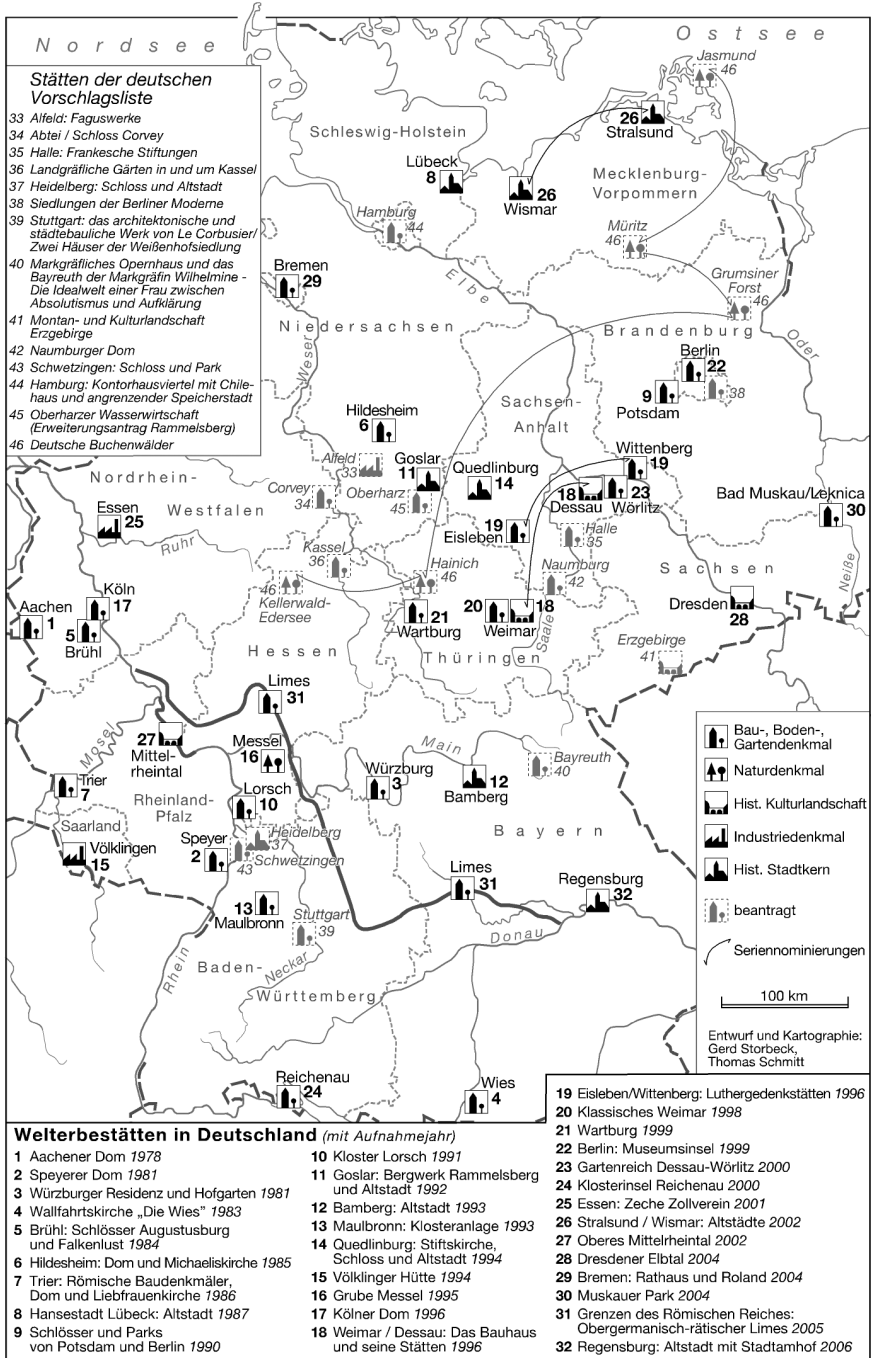 Nordsee
Ostsee
Stätten der deutschen
Vorschlagsliste
33 Alfeld: Faguswerke
34 Abtei / Schloss Corvey
35 Halle: Frankesche Stiftungen
36 Landgräfliche Gärten in und um Kassel
37 Heidelberg: Schloss und Altstadt
38 Siedlungen der Berliner Moderne
39 Stuttgart: das architektonische und
städtebauliche Werk von Le Corbusier/
Zwei Häuser der Weißenhofsiedlung
40 Markgräfliches Opernhaus und das
Bayreuth der Markgräfin Wilhelmine -
Die Idealwelt einer Frau zwischen
Absolutismus und Aufklärung
41 Montan- und Kulturlandschaft
Erzgebirge
42 Naumburger Dom
43 Schwetzingen: Schloss und Park
44 Hamburg: Kontorhausviertel mit Chile-
haus und angrenzender Speicherstadt
45 Oberharzer Wasserwirtschaft
(Erweiterungsantrag Rammelsberg)
46 Deutsche Buchenwälder
Jasmund
46
26
Stralsund
Schleswig-Holstein
Lübeck
8
26
Wismar
Mecklenburg-
Vorpommern
Hamburg
44
Müritz
46
Grumsiner
Forst
46
Bremen
29
Elbe
Niedersachsen
Weser
Brandenburg
Oder
Berlin
22
9
Potsdam
38
Sachsen-
Anhalt
Hildesheim
6
Alfeld
33
Goslar
11
Quedlinburg
14
Wittenberg
19
18
Dessau
23
Wörlitz
Nordrhein-
Westfalen
Corvey
34
Oberharz
45
19
Eisleben
Halle
35
Bad Muskau/Leknica
30
Essen
25
Ruhr
Kassel
36
Hainich
46
46
Kellerwald-
Edersee
Naumburg
42
Sachsen
Neiße
Köln
17
Aachen
1
5
Brühl
21
Wartburg
20
18
Weimar
Saale
Dresden
28
Hessen
Thüringen
Erzgebirge
41
Limes
31
Mosel
27
Mittel-
rheintal
Messel
16
Main
Bayreuth
40
Würzburg
3
12
Bamberg
Trier
7
Rheinland-
Pfalz
Lorsch
10
Bayern
Saarland
Völklingen
15
Speyer
2
Heidelberg
37
43
Schwetzingen
Limes
31
Regensburg
32
13
Maulbronn
Stuttgart
39
Donau
Rhein
Neckar
Baden-
Württemberg
Reichenau
24
Wies
4
Bau-, Boden-,
Gartendenkmal
Naturdenkmal
Hist. Kulturlandschaft
Industriedenkmal
Hist. Stadtkern
beantragt
Seriennominierungen
100 km
Entwurf und Kartographie:
Gerd Storbeck,
Thomas Schmitt
Welterbestätten in Deutschland (mit Aufnahmejahr)
1 Aachener Dom 1978
2 Speyerer Dom 1981
3 Würzburger Residenz und Hofgarten 1981
4 Wallfahrtskirche „Die Wies” 1983
5 Brühl: Schlösser Augustusburg
und Falkenlust 1984
6 Hildesheim: Dom und Michaeliskirche 1985
7 Trier: Römische Baudenkmäler,
Dom und Liebfrauenkirche
1986
8 Hansestadt Lübeck: Altstadt 1987
9 Schlösser und Parks
von Potsdam und Berlin 1990
10 Kloster Lorsch 1991
11 Goslar: Bergwerk Rammelsberg
und Altstadt 1992
12 Bamberg: Altstadt 1993
13 Maulbronn: Klosteranlage 1993
14 Quedlinburg: Stiftskirche,
Schloss und Altstadt 1994
15 Völklinger Hütte 1994
16 Grube Messel 1995
17 Kölner Dom 1996
18 Weimar / Dessau: Das Bauhaus
und seine Stätten 1996
19 Eisleben/Wittenberg: Luthergedenkstätten 1996
20 Klassisches Weimar 1998
21 Wartburg 1999
22 Berlin: Museumsinsel 1999
23 Gartenreich Dessau-Wörlitz 2000
24 Klosterinsel Reichenau 2000
25 Essen: Zeche Zollverein 2001
26 Stralsund / Wismar: Altstädte 2002
27 Oberes Mittelrheintal 2002
28 Dresdener Elbtal 2004
29 Bremen: Rathaus und Roland 2004
30 Muskauer Park 2004
31 Grenzen des Römischen Reiches:
Obergermanisch-rätischer Limes 2005
32 Regensburg: Altstadt mit Stadtamhof 2006